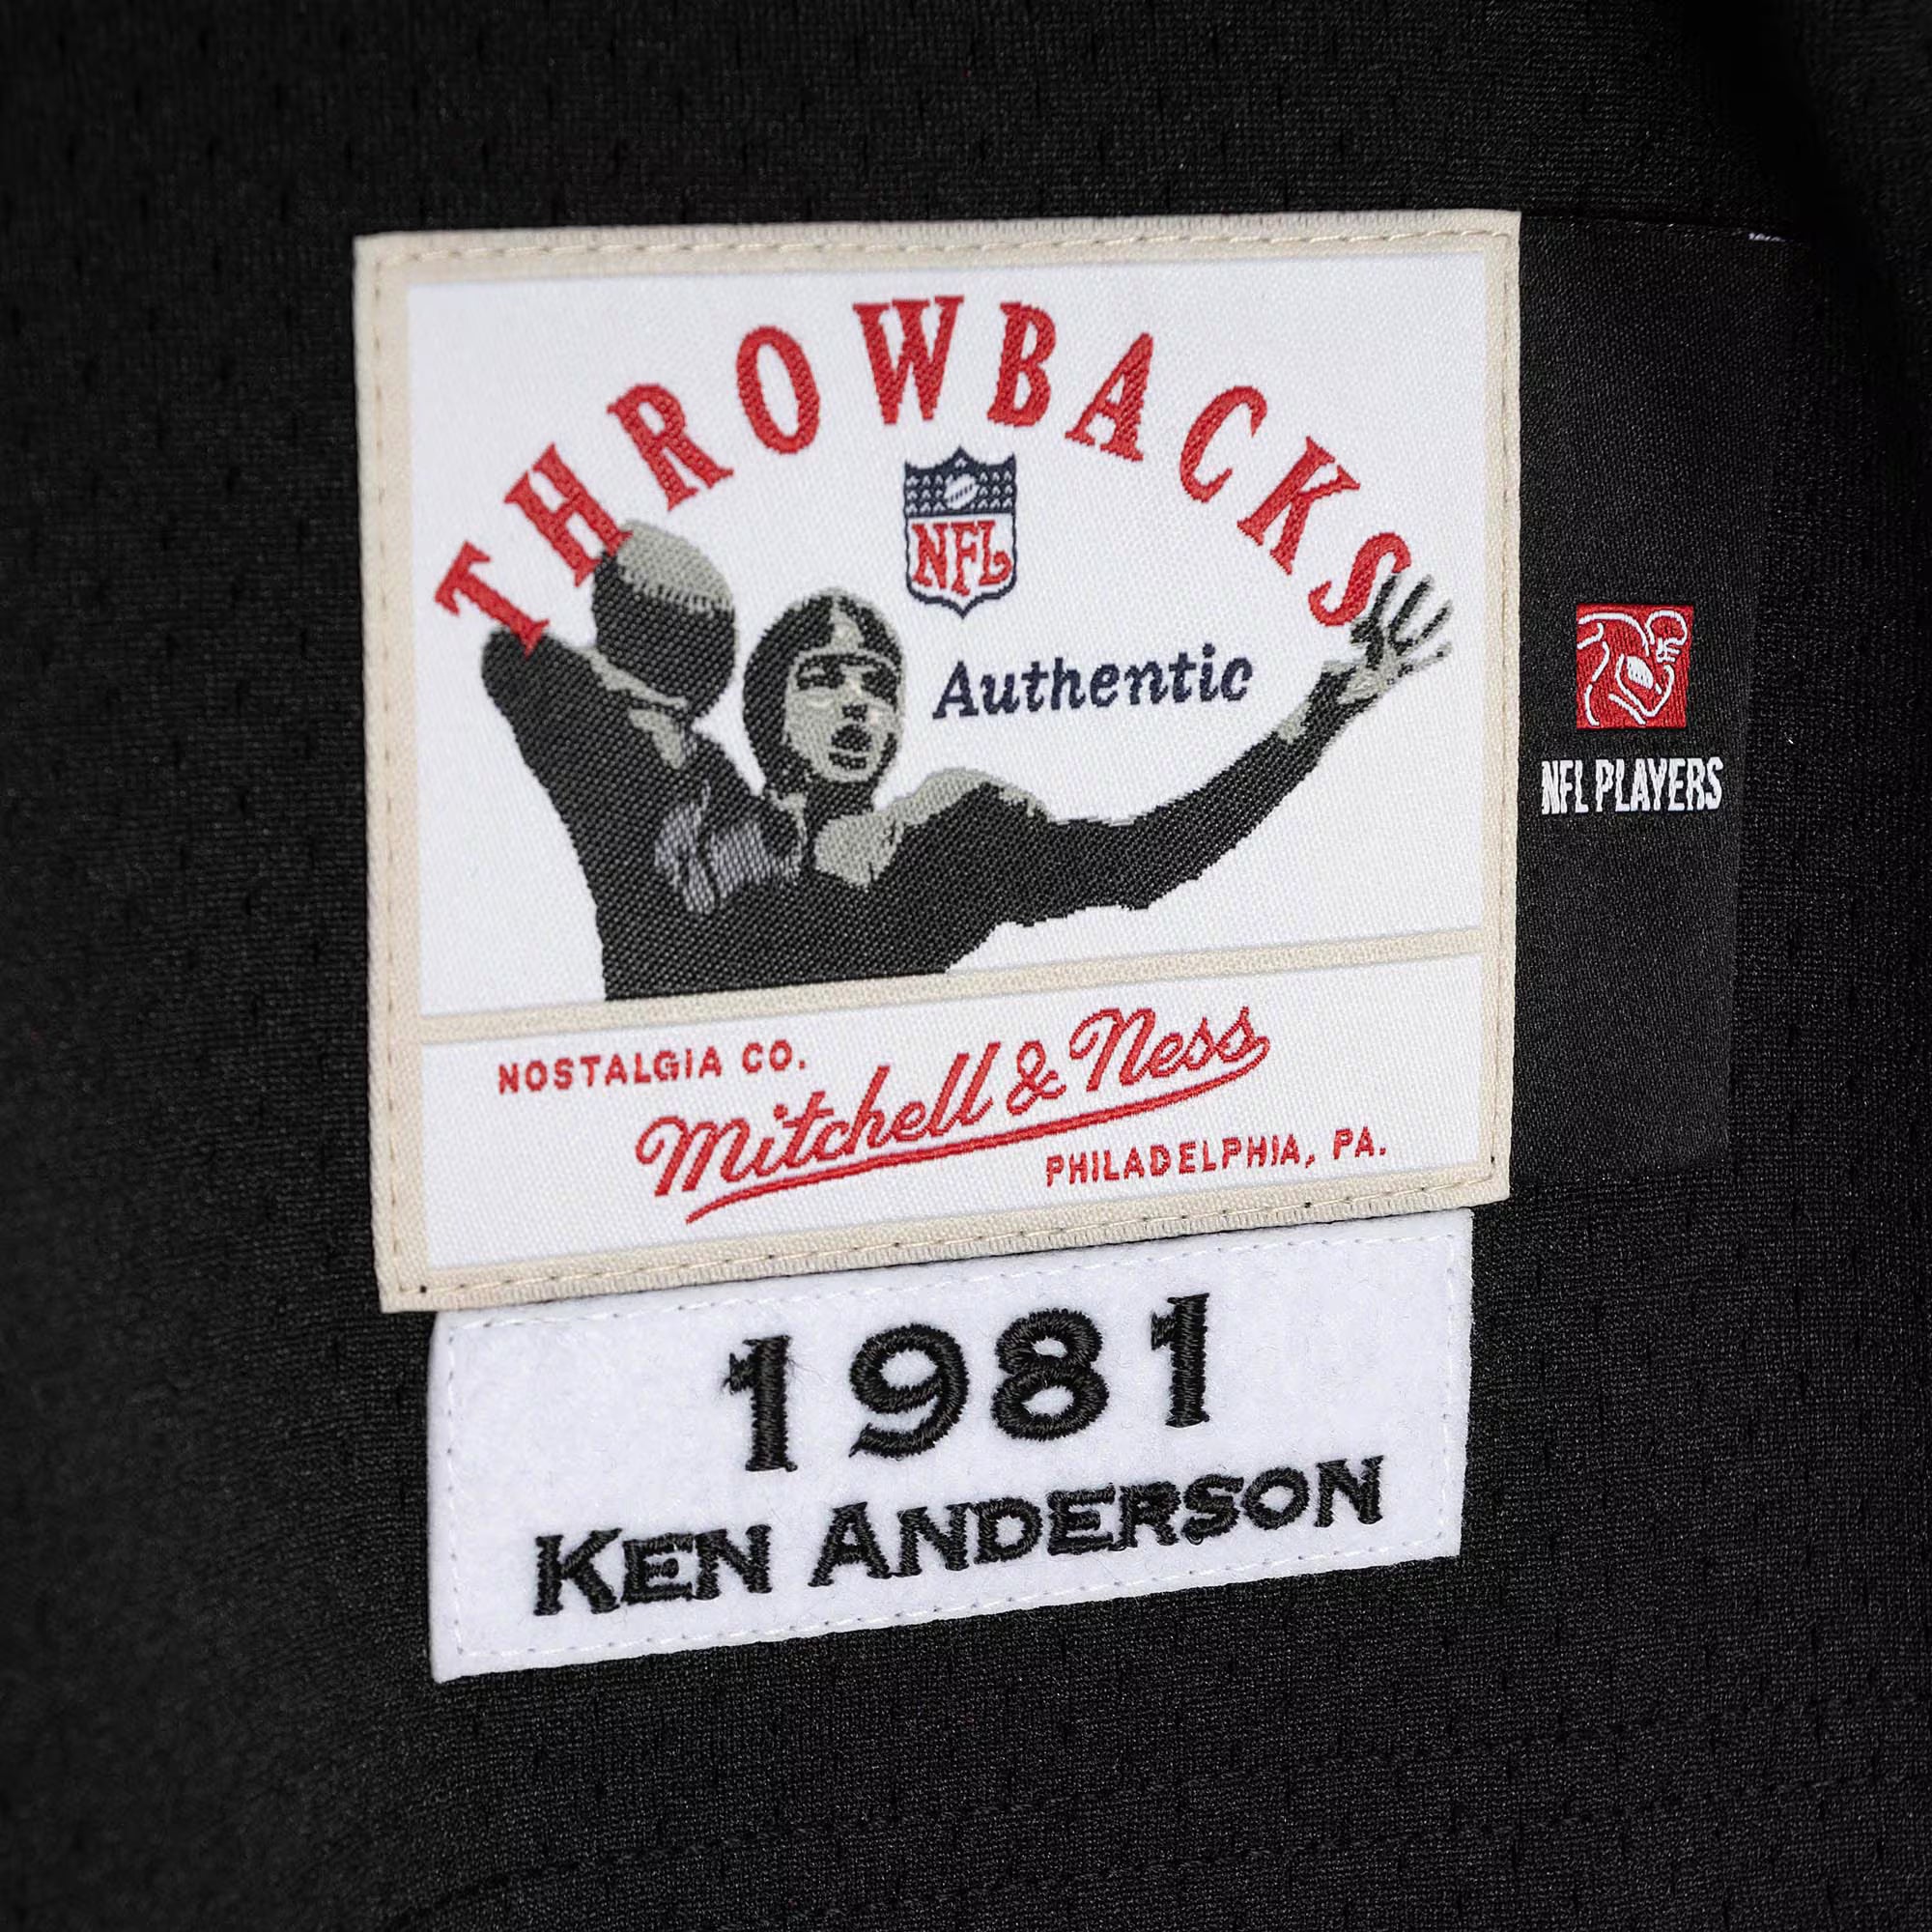 THROWBACKS
NFL
Authentic
NFL PLAYERS
NOSTALGIA CO.
Mitchell & Ness
PHILADELPHIA, PA.
1981
KEN ANDERSON